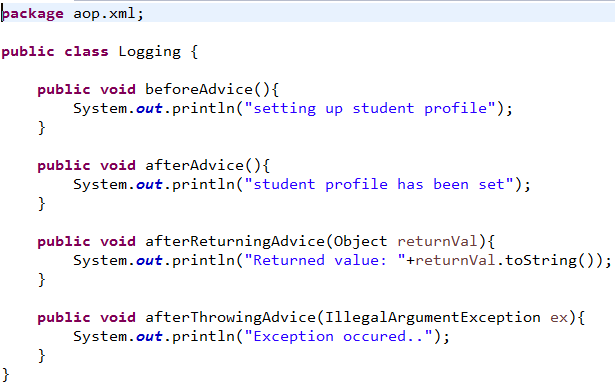 package aop.xml;
public class Logging {
public void beforeAdvice(){
System.out.println("setting up student profile");
}
public void afterAdvice(){
System.out.println("student profile has been set");
}
public void afterReturningAdvice(Object returnVal){
System.out.println("Returned value: "+returnVal.toString());
}
public void afterThrowingAdvice(IllegalArgumentException ex){
System.out.println("Exception occured..");
}
}